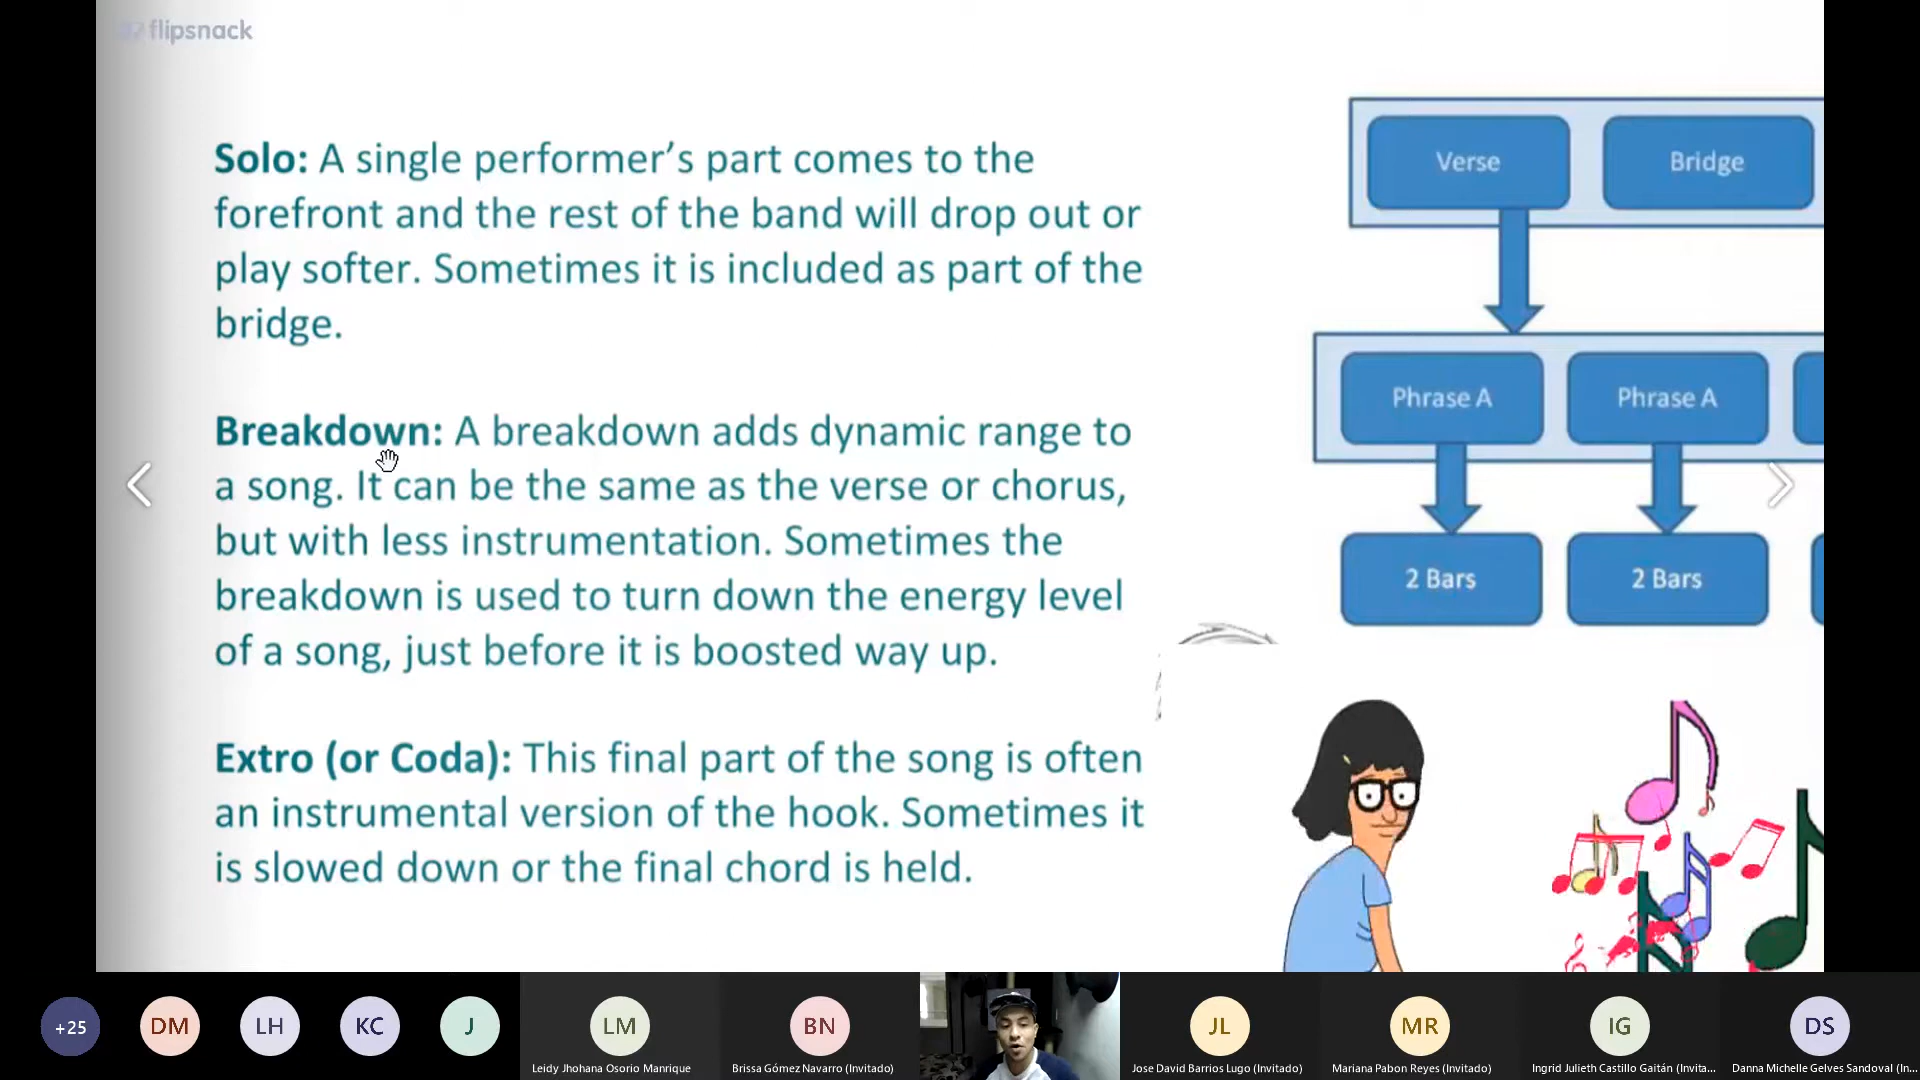 flipsnack
Solo: A single performer’s part comes to the
forefront and the rest of the band will drop out or
play softer. Sometimes it is included as part of the
bridge.
Breakdown: A breakdown adds dynamic range to
a song. It can be the same as the verse or chorus,
but with less instrumentation. Sometimes the
breakdown is used to turn down the energy level
of a song, just before it is boosted way up.
Extro (or Coda): This final part of the song is often
an instrumental version of the hook. Sometimes it
is slowed down or the final chord is held.
Verse
Bridge
Phrase A
Phrase A
2 Bars
2 Bars
+25
DM
LH
KC
J
LM
BN
JL
MR
IG
DS
Leidy Jhohana Osorio Manrique
Brissa Gómez Navarro (Invitado)
Jose David Barrios Lugo (Invitado)
Mariana Pabon Reyes (Invitado)
Ingrid Julieth Castillo Gaitán (Invita...
Danna Michelle Gelves Sandoval (In...